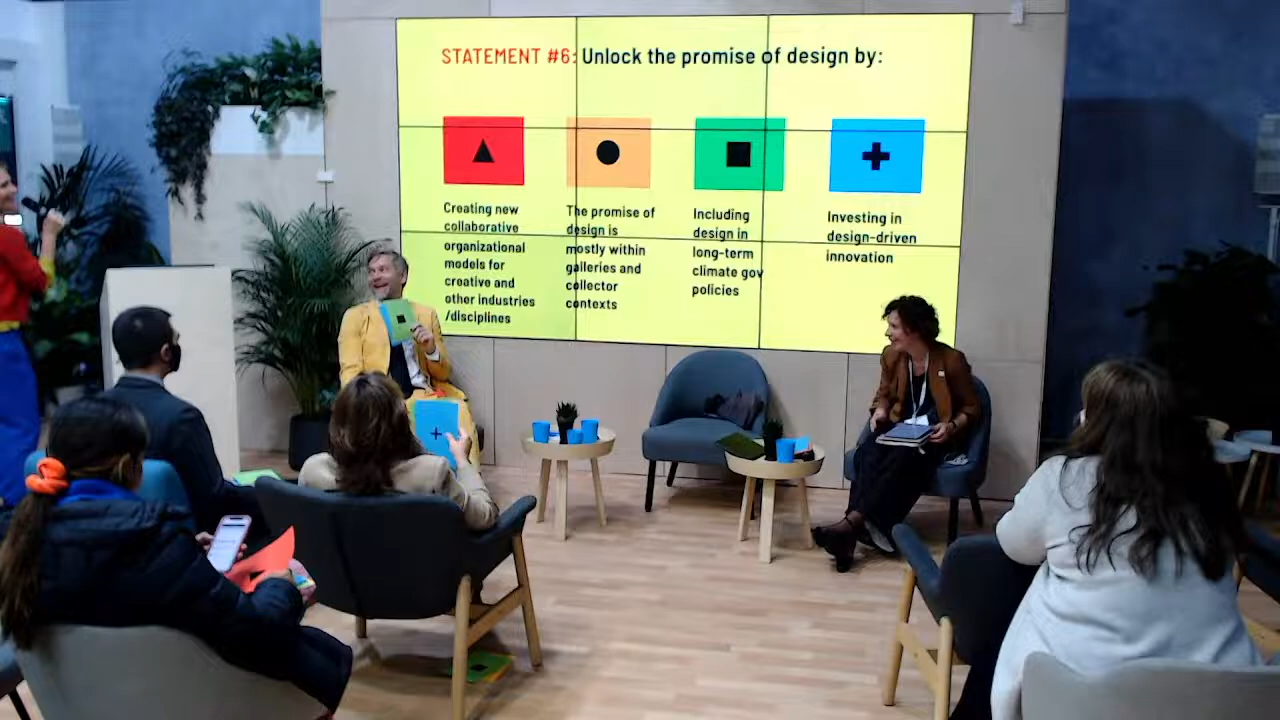 STATEMENT #6: Unlock the promise of design by:
Creating new
collaborative
organizational
models for
creative and
other industries
/disciplines
The promise of
design is
mostly within
galleries and
collector
contexts
Including
design in
long-term
climate gov
policies
Investing in
design-driven
innovation